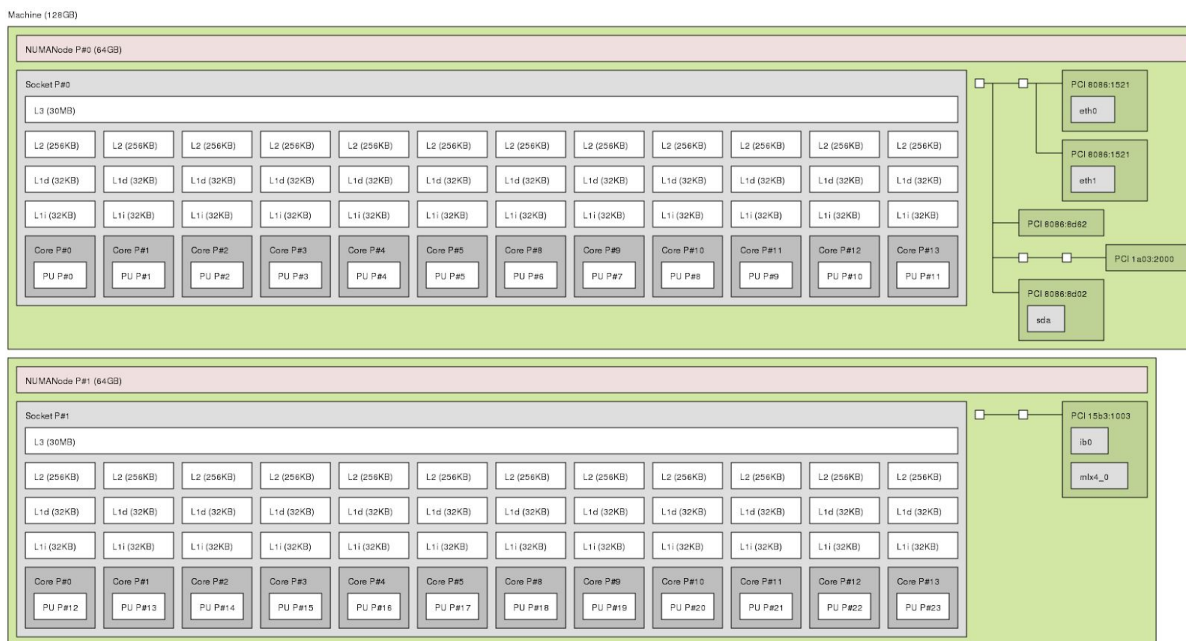 Machine (128GB)
NUMANode P#0 (64GB)
Socket P#0
L3 (30MB)
L2 (256KB) L2 (256KB) L2 (256KB) L2 (256KB) L2 (256KB) L2 (256KB) L2 (256KB) L2 (256KB) L2 (256KB) L2 (256KB) L2 (256KB) L2 (256KB)
L1d (32KB) L1d (32KB) L1d (32KB) L1d (32KB) L1d (32KB) L1d (32KB) L1d (32KB) L1d (32KB) L1d (32KB) L1d (32KB) L1d (32KB) L1d (32KB)
L1i (32KB) L1i (32KB) L1i (32KB) L1i (32KB) L1i (32KB) L1i (32KB) L1i (32KB) L1i (32KB) L1i (32KB) L1i (32KB) L1i (32KB) L1i (32KB)
Core P#0 Core P#1 Core P#2 Core P#3 Core P#4 Core P#5 Core P#8 Core P#9 Core P#10 Core P#11 Core P#12 Core P#13
PU P#0 PU P#1 PU P#2 PU P#3 PU P#4 PU P#5 PU P#6 PU P#7 PU P#8 PU P#9 PU P#10 PU P#11
PCI 8086:1521
eth0
PCI 8086:1521
eth1
PCI 8086:8d62
PCI 1a03:2000
PCI 8086:8d02
sda
NUMANode P#1 (64GB)
Socket P#1
L3 (30MB)
L2 (256KB) L2 (256KB) L2 (256KB) L2 (256KB) L2 (256KB) L2 (256KB) L2 (256KB) L2 (256KB) L2 (256KB) L2 (256KB) L2 (256KB) L2 (256KB)
L1d (32KB) L1d (32KB) L1d (32KB) L1d (32KB) L1d (32KB) L1d (32KB) L1d (32KB) L1d (32KB) L1d (32KB) L1d (32KB) L1d (32KB) L1d (32KB)
L1i (32KB) L1i (32KB) L1i (32KB) L1i (32KB) L1i (32KB) L1i (32KB) L1i (32KB) L1i (32KB) L1i (32KB) L1i (32KB) L1i (32KB) L1i (32KB)
Core P#0 Core P#1 Core P#2 Core P#3 Core P#4 Core P#5 Core P#8 Core P#9 Core P#10 Core P#11 Core P#12 Core P#13
PU P#12 PU P#13 PU P#14 PU P#15 PU P#16 PU P#17 PU P#18 PU P#19 PU P#20 PU P#21 PU P#22 PU P#23
PCI 15b3:1003
ib0
mlx4_0